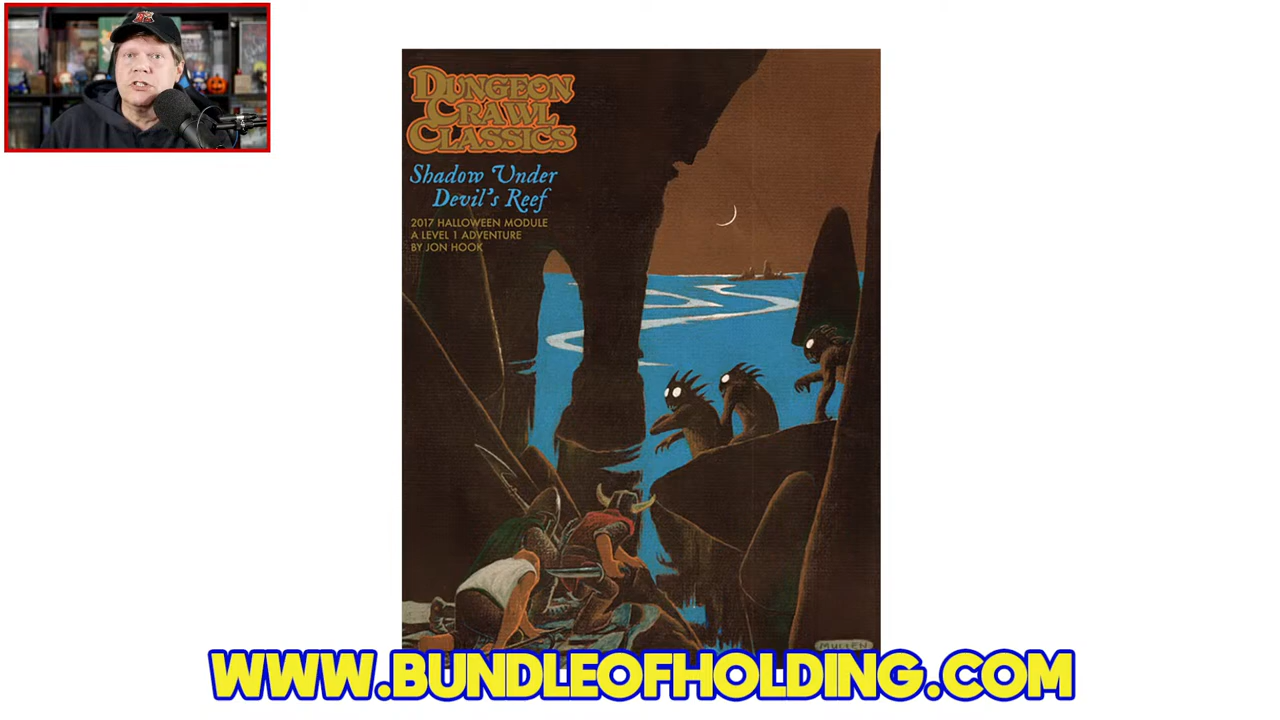 DUNGEON
CRAWL
CLASSICS
Shadow Under
Devil's Reef
2017 HALLOWEEN MODULE
A LEVEL 1 ADVENTURE
BY JON HOOK
MULLEN
WWW.BUNDLEOFHOLDING.COM